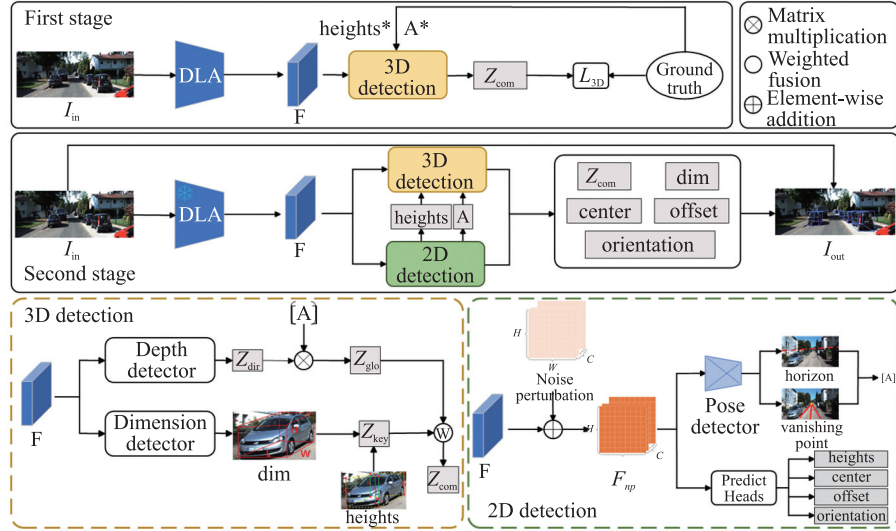 First stage
heights* A*
I_in
DLA
F
3D
detection
Z_com
L_3D
Ground
truth
Matrix
multiplication
Weighted
fusion
Element-wise
addition
I_in
Second stage
DLA
F
3D
detection
heights
A
2D
detection
Z_com
dim
center
offset
orientation
I_out
3D detection
F
Depth
detector
Z_dir
[A]
Z_glo
Dimension
detector
W
dim
Z_key
W
Z_com
heights
H
W
C
Noise
perturbation
F
H
C
F_np
Pose
detector
horizon
vanishing
point
[A]
Predict
Heads
heights
center
offset
orientation
2D detection